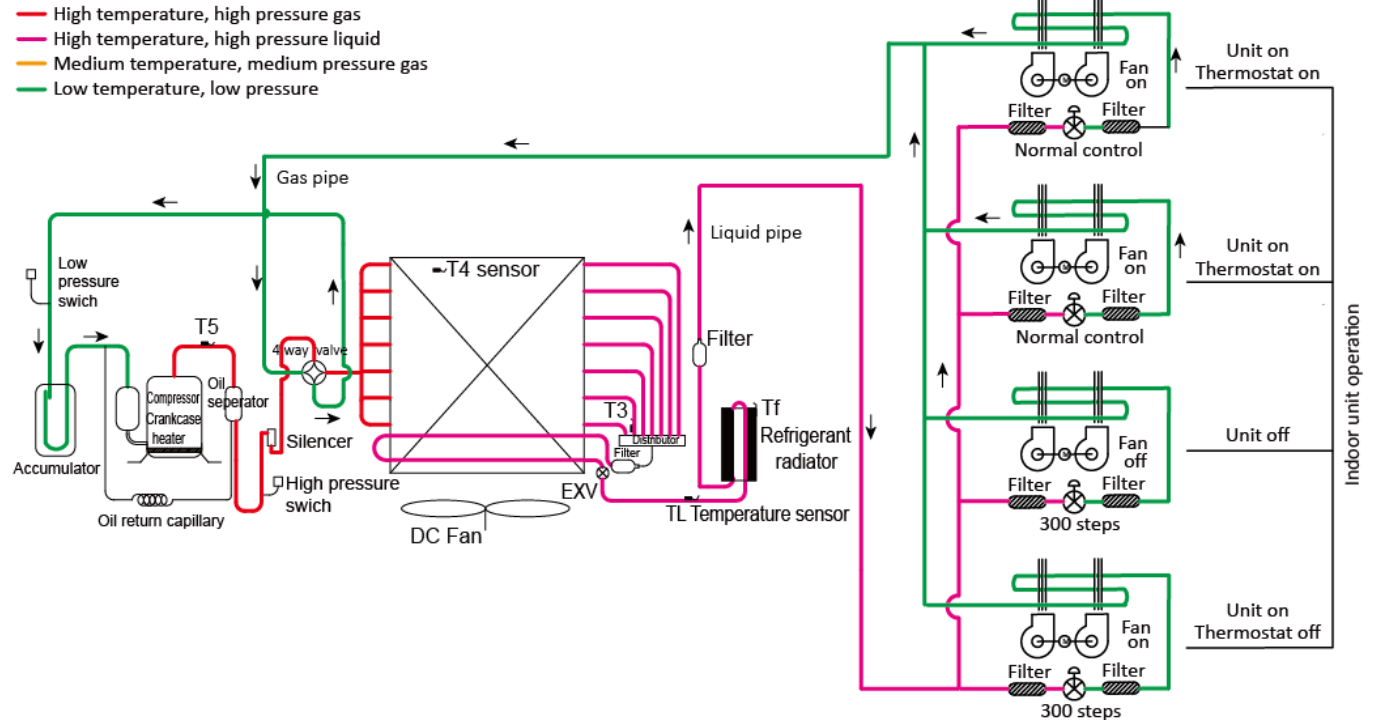 High temperature, high pressure gas
High temperature, high pressure liquid
Medium temperature, medium pressure gas
Low temperature, low pressure
Gas pipe
Low
pressure
swich
T5
4 way valve
Oil
seperator
Compressor
Crankcase
heater
Accumulator
Oil return capillary
Silencer
High pressure
swich
T4 sensor
T3
Distributor
Filter
EXV
DC Fan
Liquid pipe
Filter
Tf
Refrigerant
radiator
TL Temperature sensor
Fan
on
Filter
Filter
Normal control
Unit on
Thermostat on
Fan
on
Filter
Filter
Normal control
Unit on
Thermostat on
Fan
off
Filter
Filter
300 steps
Unit off
Fan
on
Filter
Filter
300 steps
Unit on
Thermostat off
Indoor unit operation